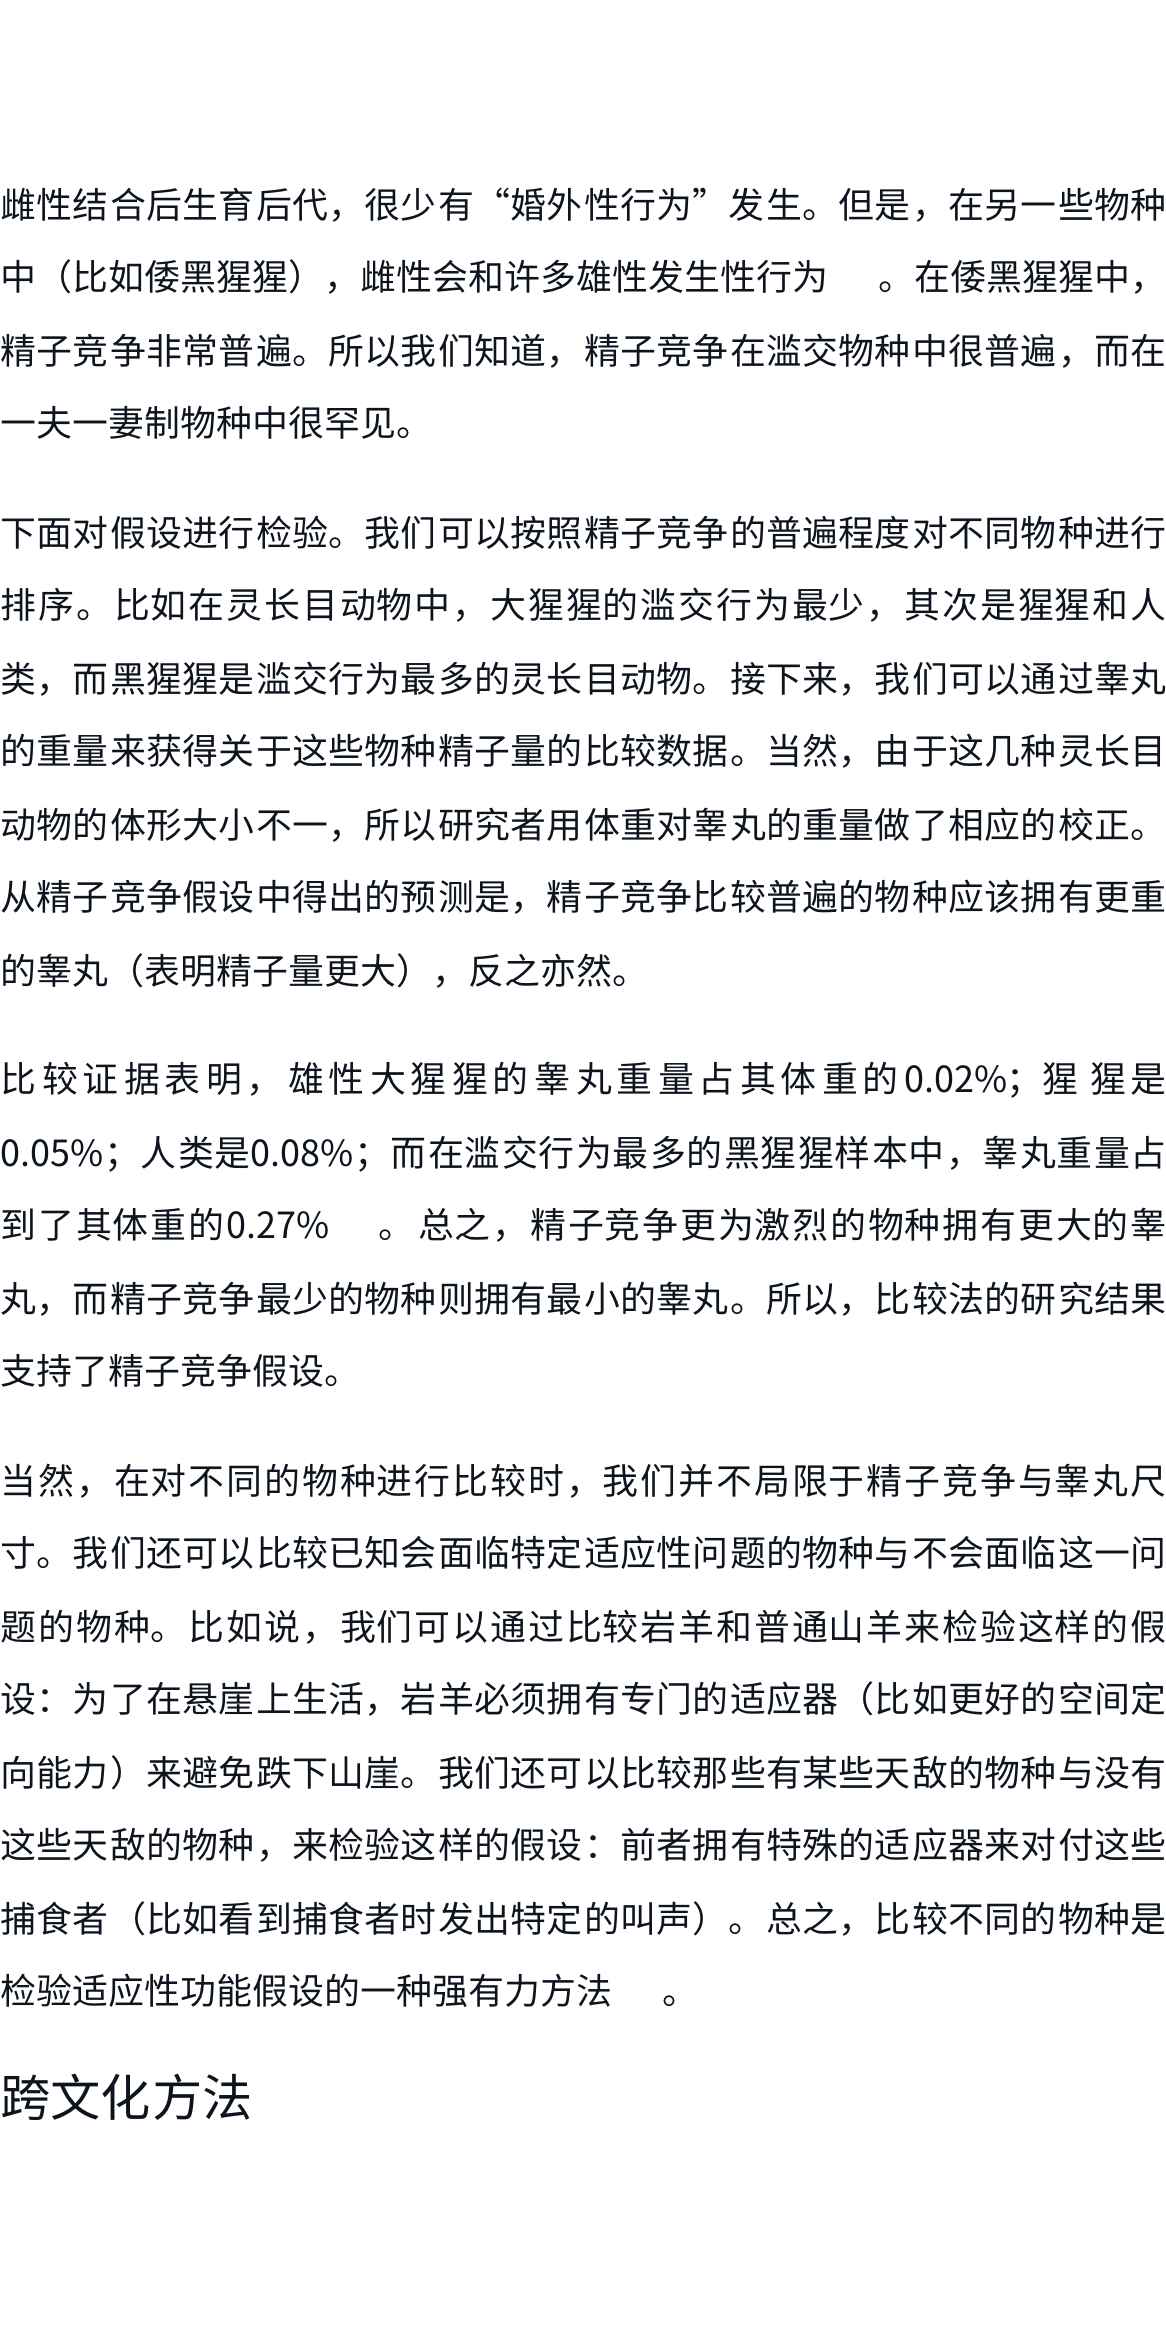 雌性结合后生育后代，很少有“婚外性行为”发生。但是，在另一些物种
中（比如倭黑猩猩），雌性会和许多雄性发生性行为 。在倭黑猩猩中，
精子竞争非常普遍。所以我们知道，精子竞争在滥交物种中很普遍，而在
一夫一妻制物种中很罕见。
下面对假设进行检验。我们可以按照精子竞争的普遍程度对不同物种进行
排序。比如在灵长目动物中，大猩猩的滥交行为最少，其次是猩猩和人
类，而黑猩猩是滥交行为最多的灵长目动物。接下来，我们可以通过睾丸
的重量来获得关于这些物种精子量的比较数据。当然，由于这几种灵长目
动物的体形大小不一，所以研究者用体重对睾丸的重量做了相应的校正。
从精子竞争假设中得出的预测是，精子竞争比较普遍的物种应该拥有更重
的睾丸（表明精子量更大），反之亦然。
比较证据表明，雄性大猩猩的睾丸重量占其体重的0.02%；猩猩是
0.05%；人类是0.08%；而在滥交行为最多的黑猩猩样本中，睾丸重量占
到了其体重的0.27% 。总之，精子竞争更为激烈的物种拥有更大的睾
丸，而精子竞争最少的物种则拥有最小的睾丸。所以，比较法的研究结果
支持了精子竞争假设。
当然，在对不同的物种进行比较时，我们并不局限于精子竞争与睾丸尺
寸。我们还可以比较已知会面临特定适应性问题的物种与不会面临这一问
题的物种。比如说，我们可以通过比较岩羊和普通山羊来检验这样的假
设：为了在悬崖上生活，岩羊必须拥有专门的适应器（比如更好的空间定
向能力）来避免跌下山崖。我们还可以比较那些有某些天敌的物种与没有
这些天敌的物种，来检验这样的假设：前者拥有特殊的适应器来对付这些
捕食者（比如看到捕食者时发出特定的叫声）。总之，比较不同的物种是
检验适应性功能假设的一种强有力方法 。
跨文化方法